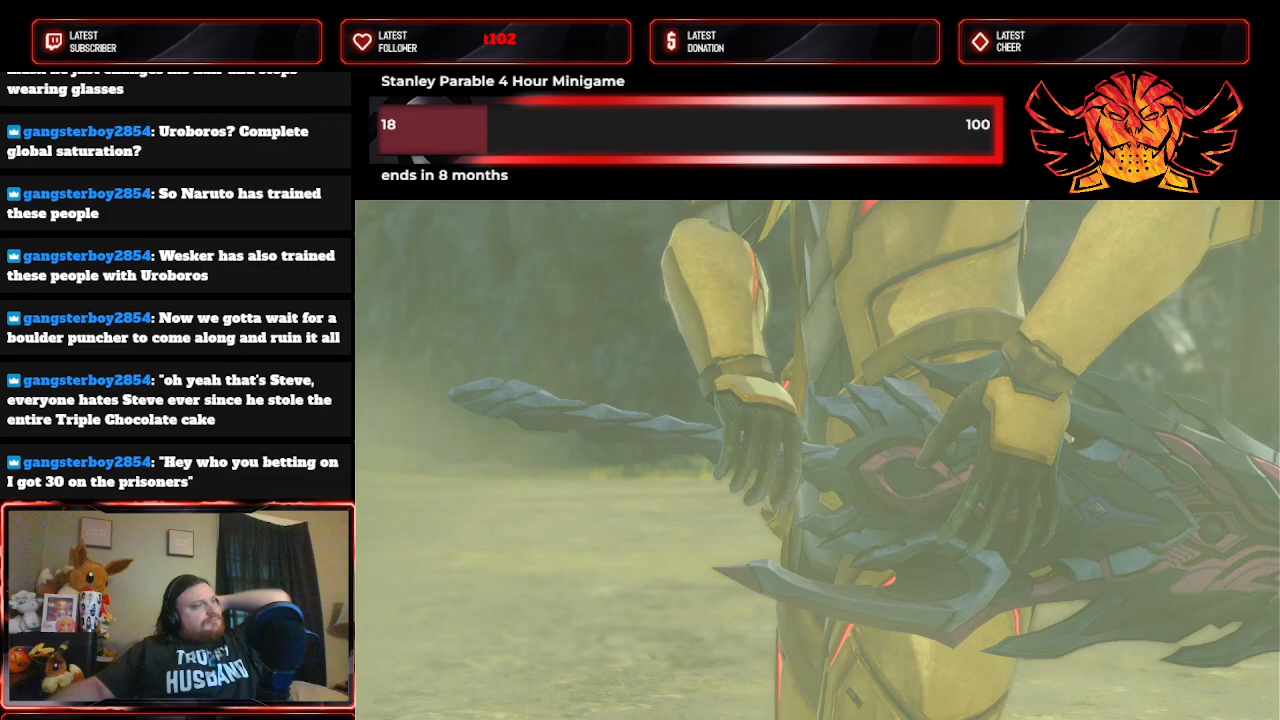 LATEST
SUBSCRIBER
LATEST
FOLLOWER
t102
LATEST
DONATION
LATEST
CHEER
Stanley Parable 4 Hour Minigame
18
100
ends in 8 months
wearing glasses
gangsterboy2854: Uroboros? Complete
global saturation?
gangsterboy2854: So Naruto has trained
these people
gangsterboy2854: Wesker has also trained
these people with Uroboros
gangsterboy2854: Now we gotta wait for a
boulder puncher to come along and ruin it all
gangsterboy2854: "oh yeah that's Steve,
everyone hates Steve ever since he stole the
entire Triple Chocolate cake
gangsterboy2854: "Hey who you betting on
I got 30 on the prisoners"
TROPHY
HUSBAND